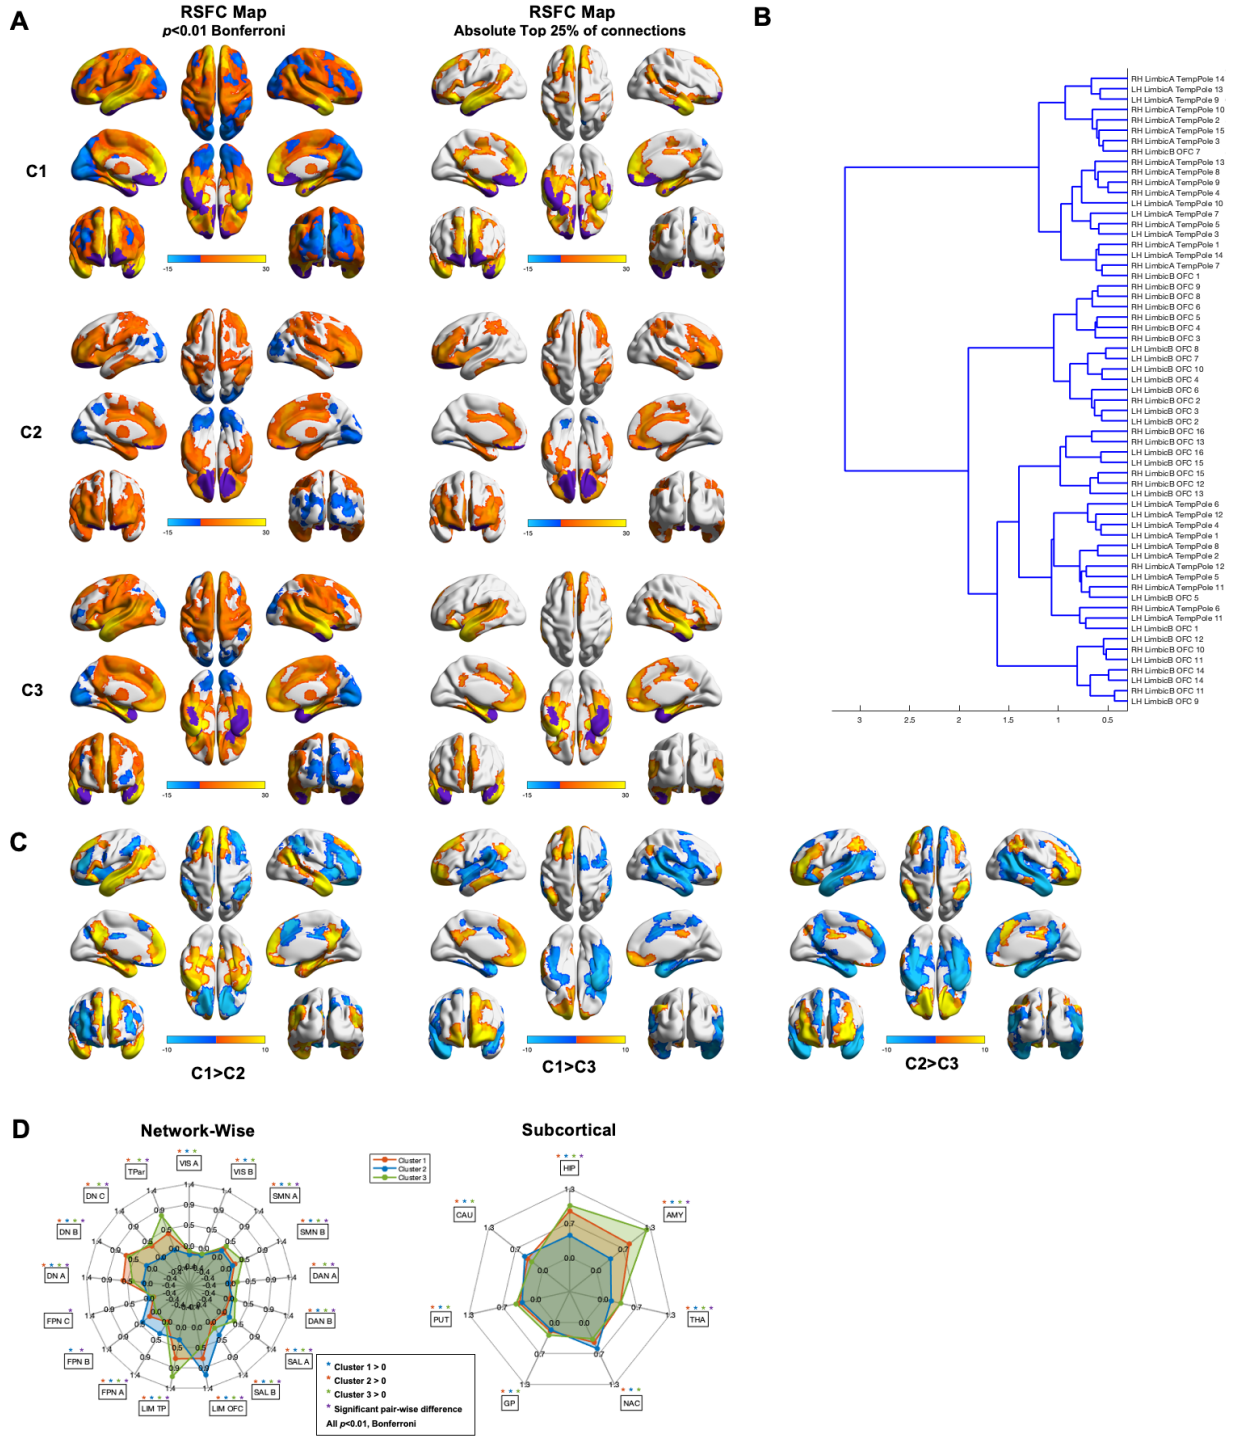 A
RSFC Map
p<0.01 Bonferroni
RSFC Map
Absolute Top 25% of connections
B
C1
-15
30
-15
30
C2
-15
30
-15
30
C3
-15
30
-15
30
RH LimbicA TempPole 14
LH LimbicA TempPole 13
LH LimbicA TempPole 9
RH LimbicA TempPole 10
RH LimbicA TempPole 2
RH LimbicA TempPole 15
RH LimbicA TempPole 3
RH LimbicB OFC 7
RH LimbicA TempPole 13
RH LimbicA TempPole 8
RH LimbicA TempPole 9
RH LimbicA TempPole 4
LH LimbicA TempPole 10
LH LimbicA TempPole 7
RH LimbicA TempPole 5
LH LimbicA TempPole 3
RH LimbicA TempPole 1
LH LimbicA TempPole 14
RH LimbicA TempPole 7
RH LimbicB OFC 1
RH LimbicB OFC 9
RH LimbicB OFC 8
RH LimbicB OFC 6
RH LimbicB OFC 5
RH LimbicB OFC 4
RH LimbicB OFC 3
LH LimbicB OFC 8
LH LimbicB OFC 7
LH LimbicB OFC 10
LH LimbicB OFC 4
LH LimbicB OFC 6
RH LimbicB OFC 2
LH LimbicB OFC 3
LH LimbicB OFC 2
RH LimbicB OFC 16
RH LimbicB OFC 13
LH LimbicB OFC 16
LH LimbicB OFC 15
RH LimbicB OFC 15
RH LimbicB OFC 12
LH LimbicB OFC 13
LH LimbicA TempPole 6
LH LimbicA TempPole 12
LH LimbicA TempPole 4
LH LimbicA TempPole 1
LH LimbicA TempPole 8
LH LimbicA TempPole 2
RH LimbicA TempPole 12
LH LimbicA TempPole 5
RH LimbicA TempPole 11
LH LimbicB OFC 5
RH LimbicA TempPole 6
LH LimbicA TempPole 11
LH LimbicB OFC 1
LH LimbicB OFC 12
RH LimbicB OFC 10
LH LimbicB OFC 11
RH LimbicB OFC 14
LH LimbicB OFC 14
RH LimbicB OFC 11
LH LimbicB OFC 9
3 2.5 2 1.5 1 0.5
C
-10
10
C1>C2
-10
10
C1>C3
-10
10
C2>C3
D
Network-Wise
VIS A
VIS B
SMN A
SMN B
DAN A
DAN B
SAL A
SAL B
LIM OFC
LIM TP
FPN A
FPN B
FPN C
DN A
DN B
DN C
TPar
Cluster 1
Cluster 2
Cluster 3
Subcortical
HIP
AMY
THA
NAC
GP
PUT
CAU
* Cluster 1 > 0
* Cluster 2 > 0
* Cluster 3 > 0
* Significant pair-wise difference
All p<0.01, Bonferroni